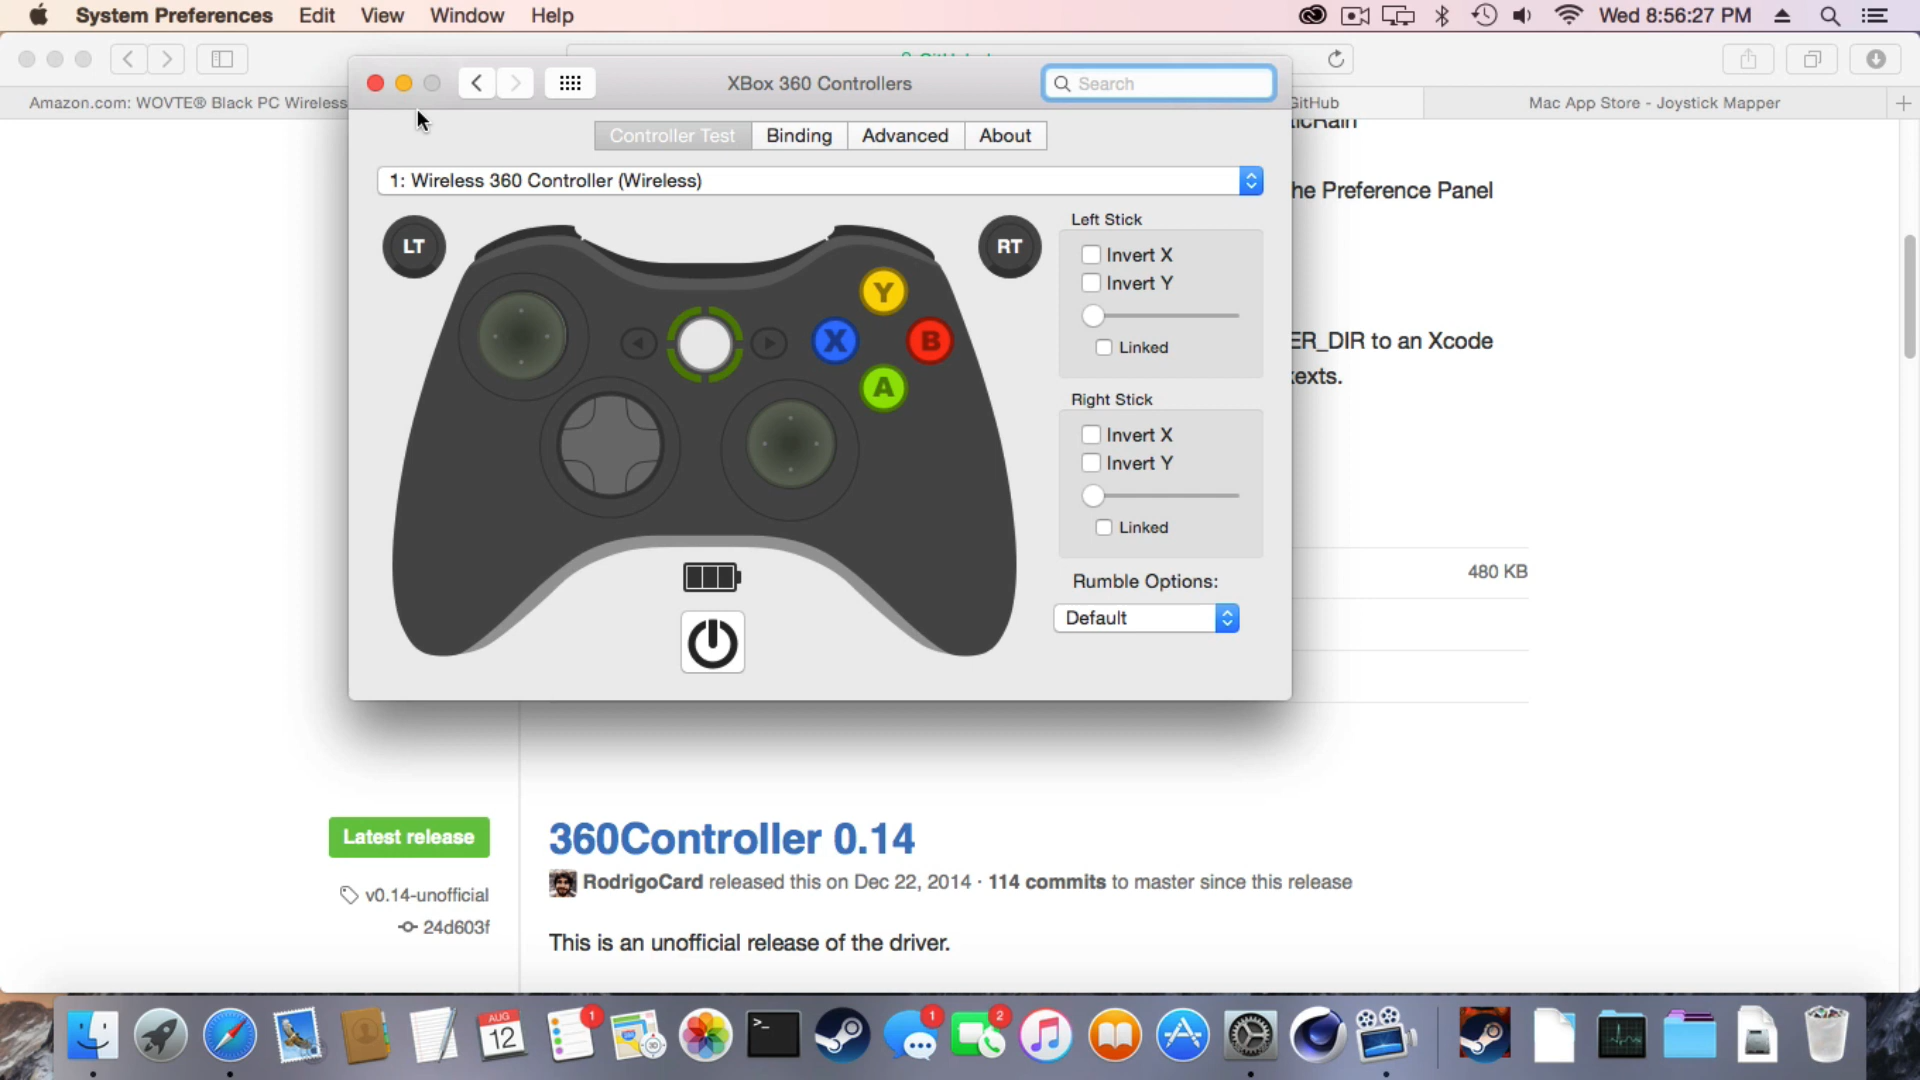 System Preferences Edit View Window Help
Wed 8:56:27 PM
XBox 360 Controllers
Search
Amazon.com: WOVTE® Black PC Wireless
GitHub
Mac App Store - Joystick Mapper
Controller Test Binding Advanced About
1: Wireless 360 Controller (Wireless)
he Preference Panel
LT
RT
Left Stick
Invert X
Invert Y
Linked
Y
X
B
A
ER_DIR to an Xcode
kexts.
Right Stick
Invert X
Invert Y
Linked
480 KB
Rumble Options:
Default
Latest release
360Controller 0.14
RodrigoCard released this on Dec 22, 2014 · 114 commits to master since this release
v0.14-unofficial
24d603f
This is an unofficial release of the driver.
AUG
12
1
30
>_
1
2